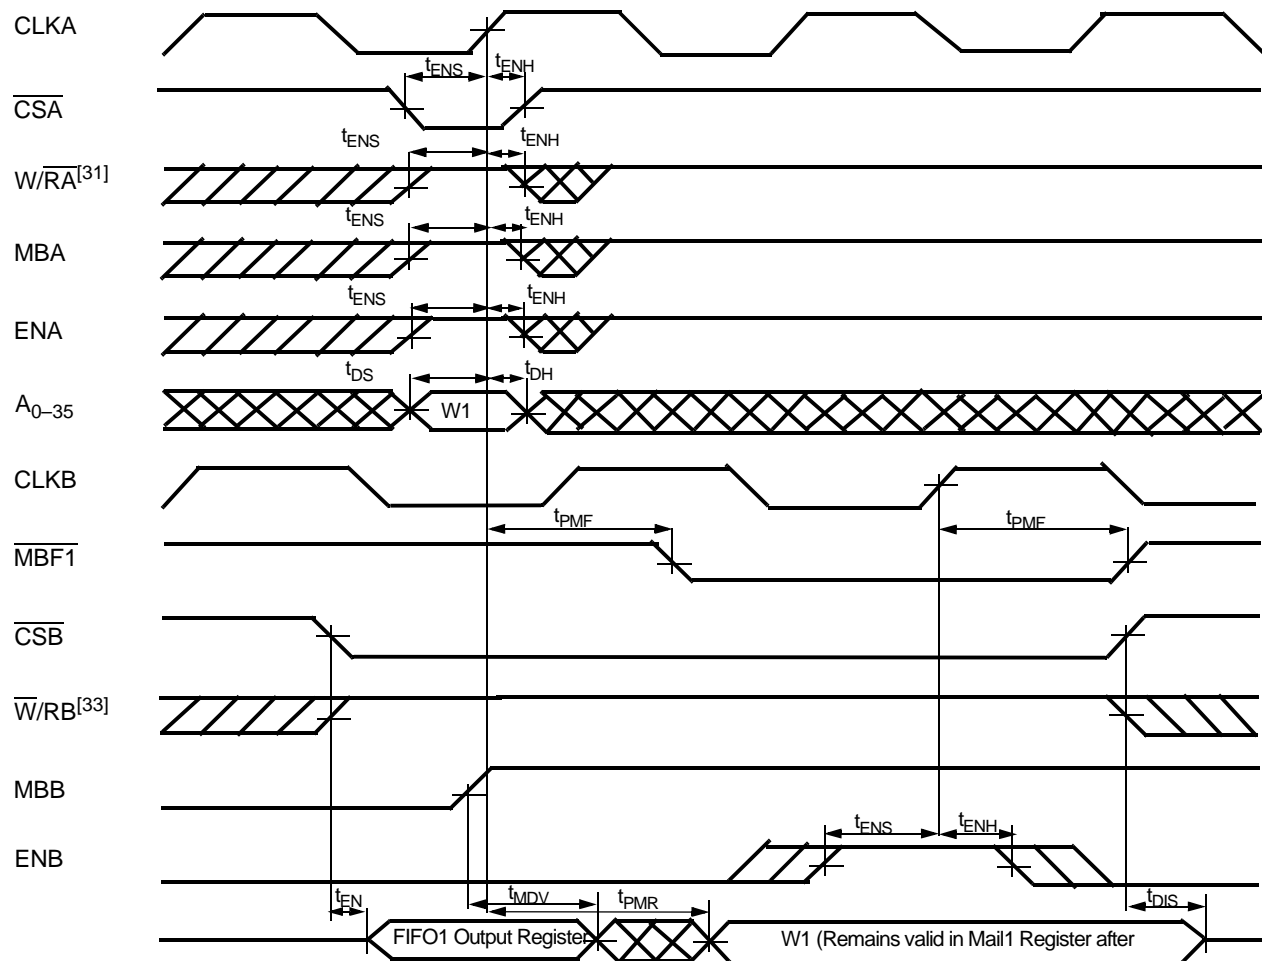 CLKA
tENS tENH
CSA
tENS tENH
W/RA[31]
tENS tENH
MBA
tENS tENH
ENA
tDS tDH
A0–35 W1
CLKB
tPMF tPMF
MBF1
CSB
W/RB[33]
MBB
tENS tENH
ENB
tEN tMDV tPMR tDIS
FIFO1 Output Register W1 (Remains valid in Mail1 Register after